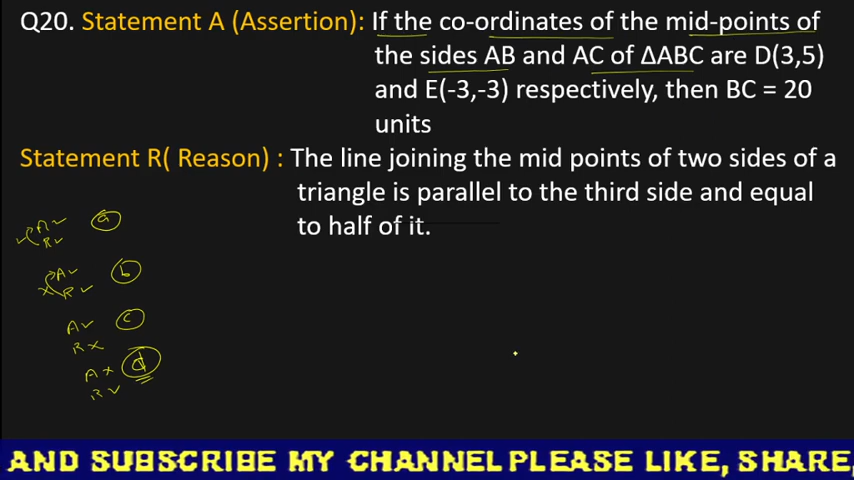 Q20. Statement A (Assertion): If the co-ordinates of the mid-points of
the sides AB and AC of ΔABC are D(3,5)
and E(-3,-3) respectively, then BC = 20
units
Statement R( Reason) : The line joining the mid points of two sides of a
triangle is parallel to the third side and equal
to half of it.
A✓ a
✓ R✓
A✓ b
x R✓
A✓ c
R x
A x d
R ✓
AND SUBSCRIBE MY CHANNEL PLEASE LIKE, SHARE,